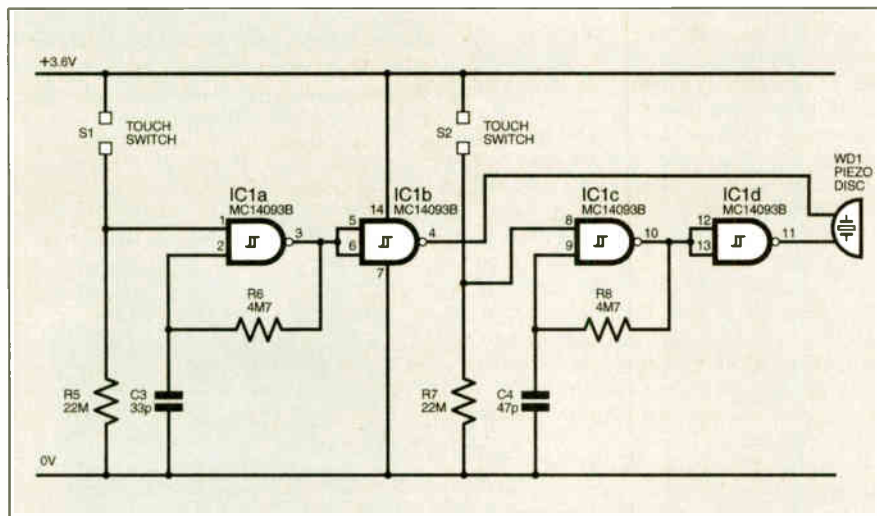 +3.6V
S1
TOUCH
SWITCH
S2
TOUCH
SWITCH
WD1
PIEZO
DISC
IC1a
MC14093B
IC1b
MC14093B
IC1c
MC14093B
IC1d
MC14093B
1
2
3
5
6
14
4
7
8
9
10
12
13
11
R6
4M7
R8
4M7
R5
22M
C3
33p
R7
22M
C4
47p
0V